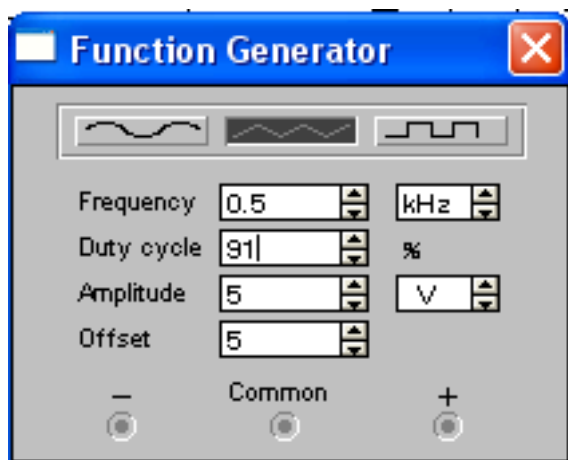 Function Generator
Frequency 0.5 kHz
Duty cycle 91 %
Amplitude 5 V
Offset 5
− Common +